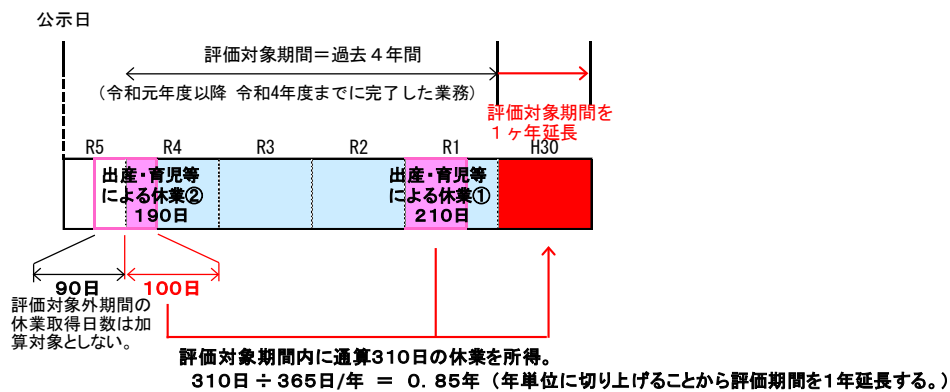 公示日
評価対象期間＝過去４年間
（令和元年度以降 令和4年度までに完了した業務）
評価対象期間を
１ヶ年延長
R5 R4 R3 R2 R1 H30
出産・育児等
による休業②
190日
出産・育児等
による休業①
210日
90日
100日
評価対象外期間の
休業取得日数は加
算対象としない。
評価対象期間内に通算310日の休業を所得。
310日÷365日/年 ＝ 0.85年（年単位に切り上げることから評価期間を1年延長する。）